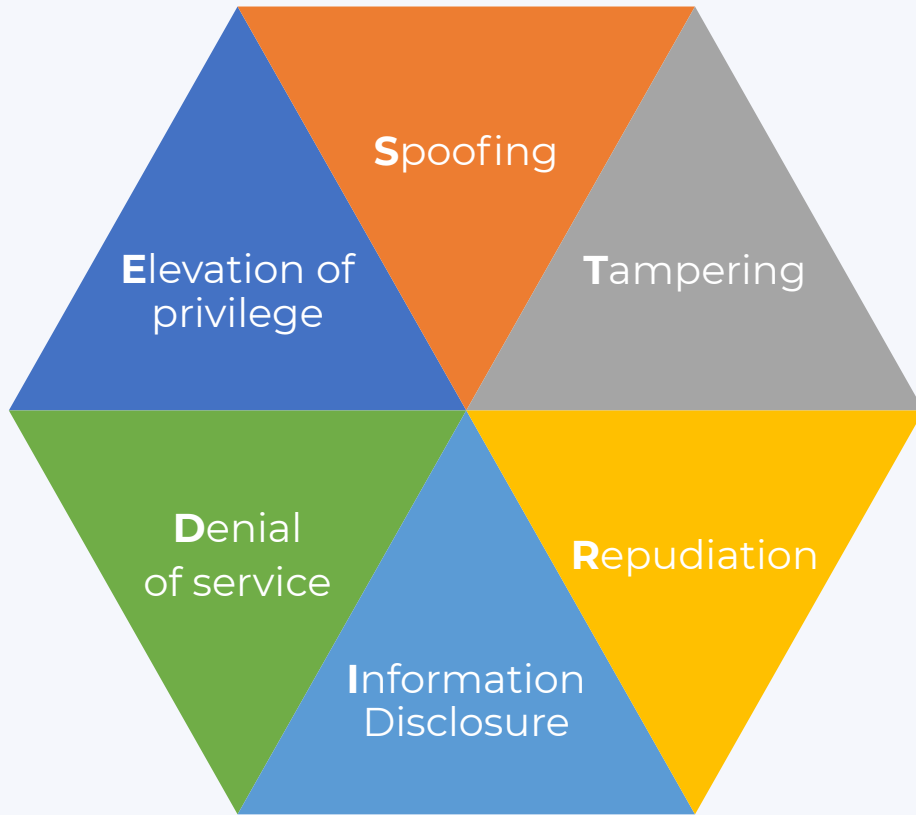 Spoofing
Tampering
Repudiation
Information
Disclosure
Denial
of service
Elevation of
privilege